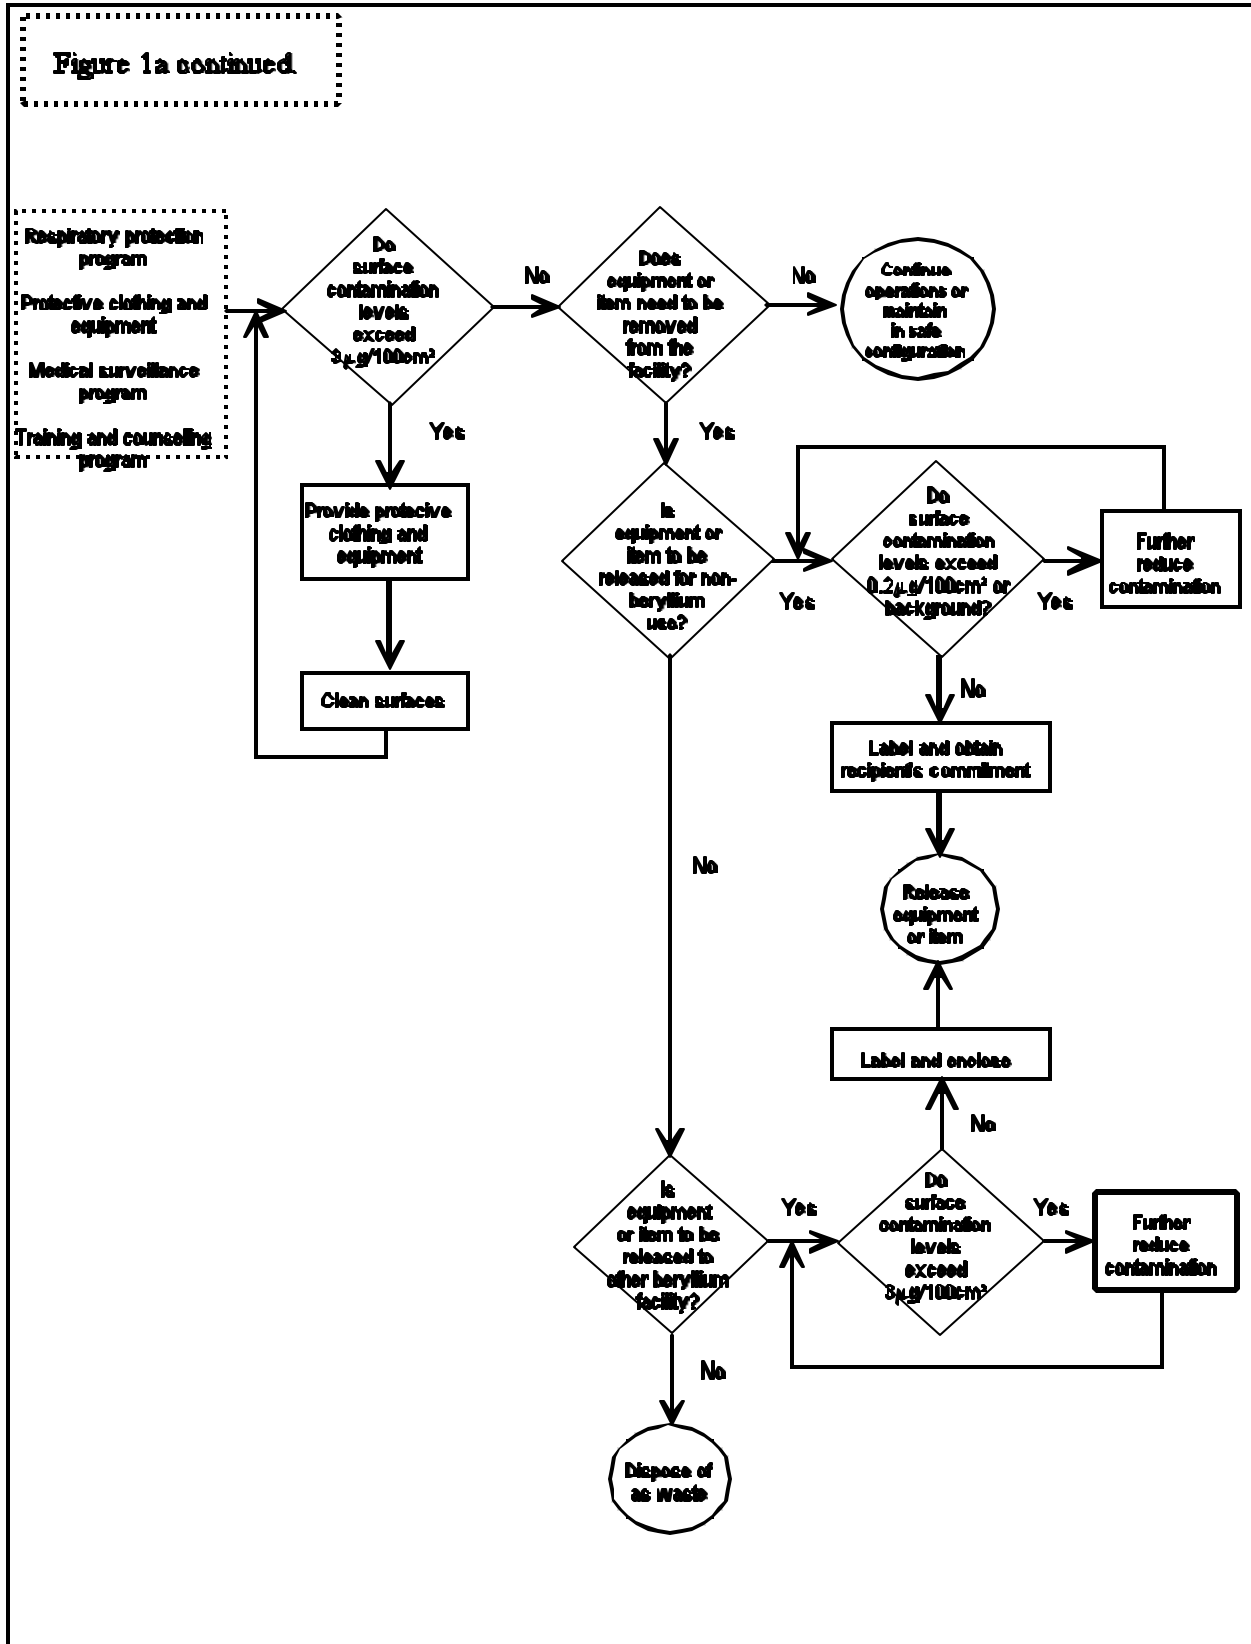 Figure 1a continued
Respiratory protection
program
Protective clothing and
equipment
Medical surveillance
program
Training and counseling
program
Do
surface
contamination
levels
exceed
3μg/100cm²
No
Yes
Provide protecive
clothing and
equipment
Clean surfaces
Does
equipment or
item need to be
removed
from the
facility?
No
Yes
Continue
operations or
maintain
in safe
configuration
Is
equipment or
item to be
released for non-
beryllium
use?
Yes
No
Do
surface
contamination
levels exceed
0.2μg/100cm² or
background?
Yes
No
Further
reduce
contamination
Label and obtain
recipient's commitment
Release
equipment
or item
Label and enclose
No
Is
equipment
or item to be
released to
other beryllium
facility?
Yes
No
Do
surface
contamination
levels
exceed
3μg/100cm²
Yes
Further
reduce
contamination
Dispose of
as waste